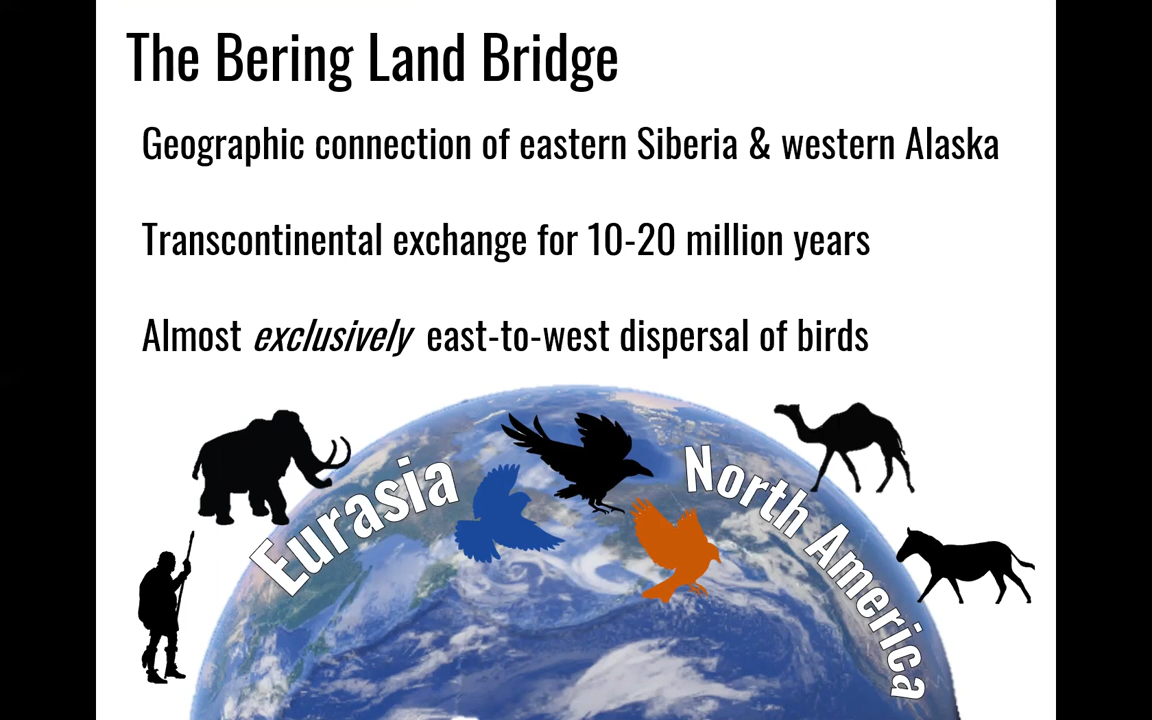 The Bering Land Bridge
Geographic connection of eastern Siberia & western Alaska
Transcontinental exchange for 10-20 million years
Almost exclusively east-to-west dispersal of birds
Eurasia
North America